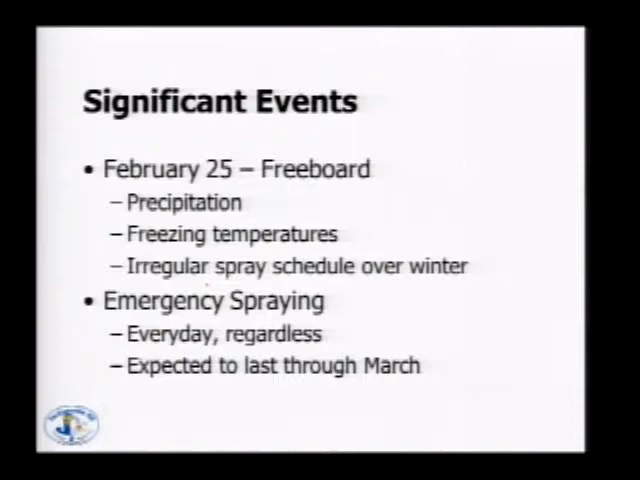 Significant Events
• February 25 – Freeboard
– Precipitation
– Freezing temperatures
– Irregular spray schedule over winter
• Emergency Spraying
– Everyday, regardless
– Expected to last through March